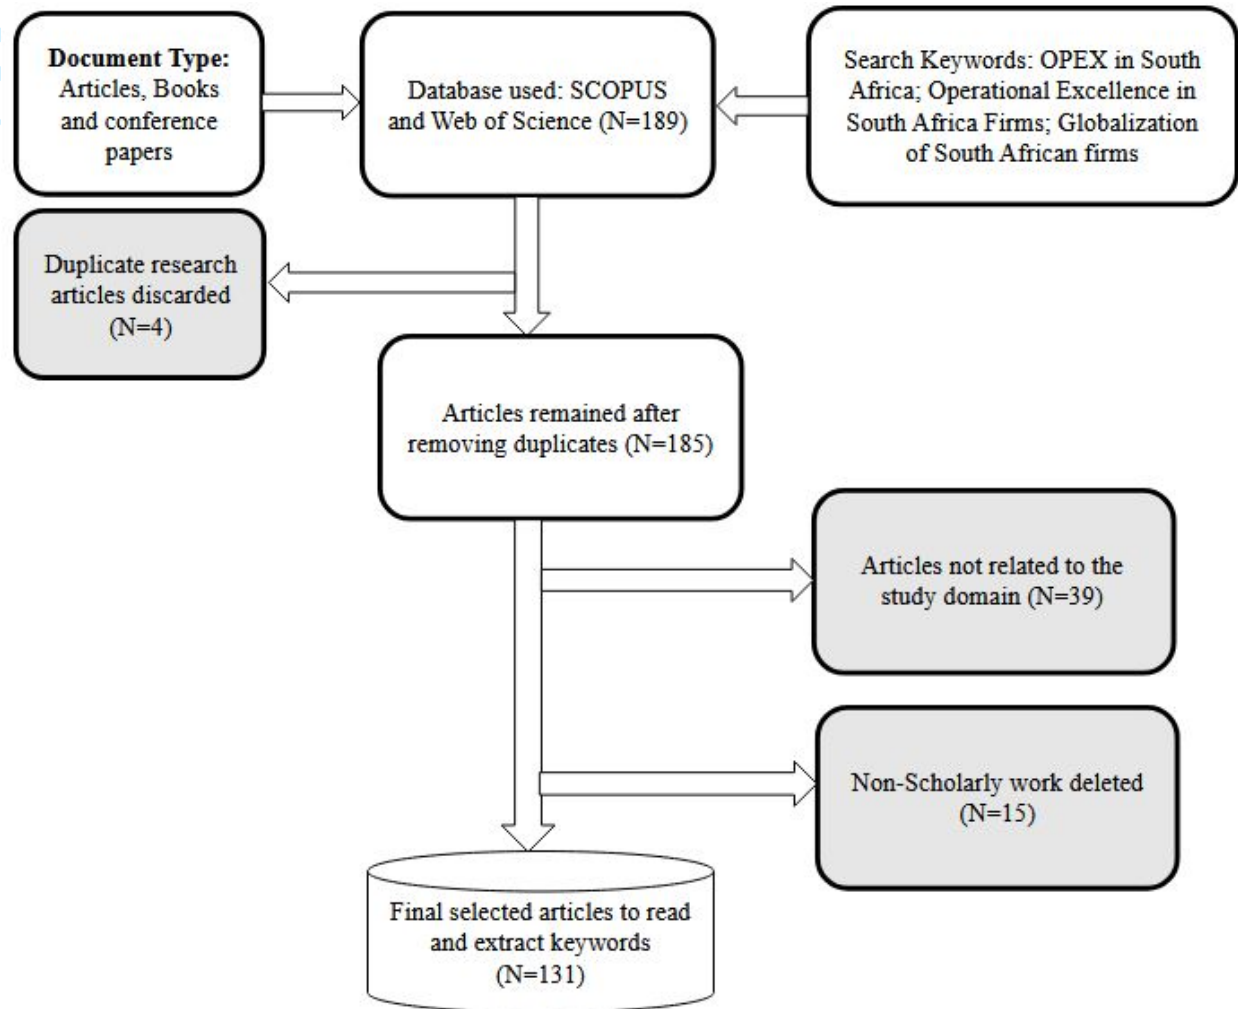 Document Type:
Articles, Books
and conference
papers
Database used: SCOPUS
and Web of Science (N=189)
Search Keywords: OPEX in South
Africa; Operational Excellence in
South Africa Firms; Globalization
of South African firms
Duplicate research
articles discarded
(N=4)
Articles remained after
removing duplicates (N=185)
Articles not related to the
study domain (N=39)
Non-Scholarly work deleted
(N=15)
Final selected articles to read
and extract keywords
(N=131)